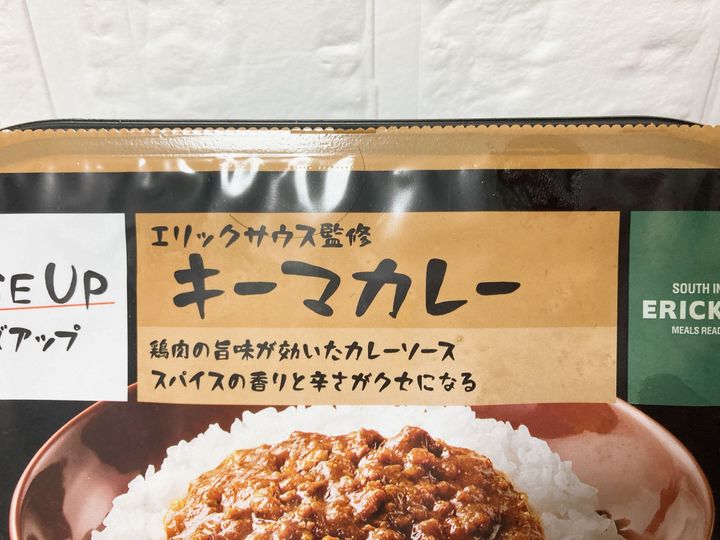 UP
アップ
エリックサウス監修
キーマカレー
鶏肉の旨味が効いたカレーソース
スパイスの香りと辛さがクセになる
SOUTH IN
ERICK
MEALS READ